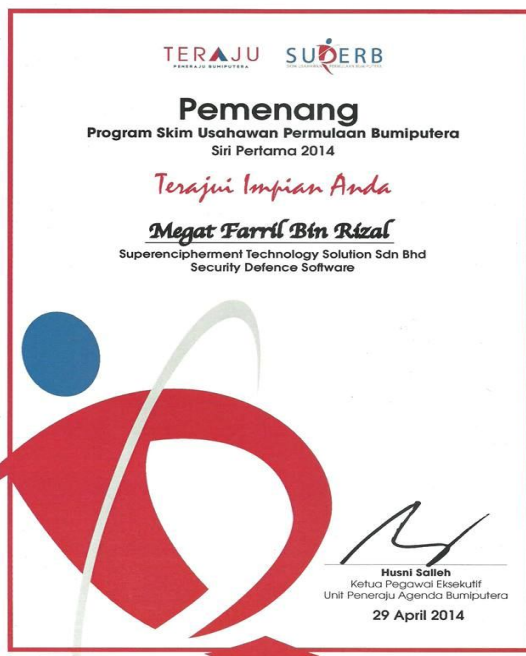 TERAJU SUPERB
PENERAJU BUMIPUTERA
Pemenang
Program Skim Usahawan Permulaan Bumiputera
Siri Pertama 2014
Terajui Impian Anda
Megat Farril Bin Rizal
Superencipherment Technology Solution Sdn Bhd
Security Defence Software
Husni Salleh
Ketua Pegawai Eksekutif
Unit Peneraju Agenda Bumiputera
29 April 2014